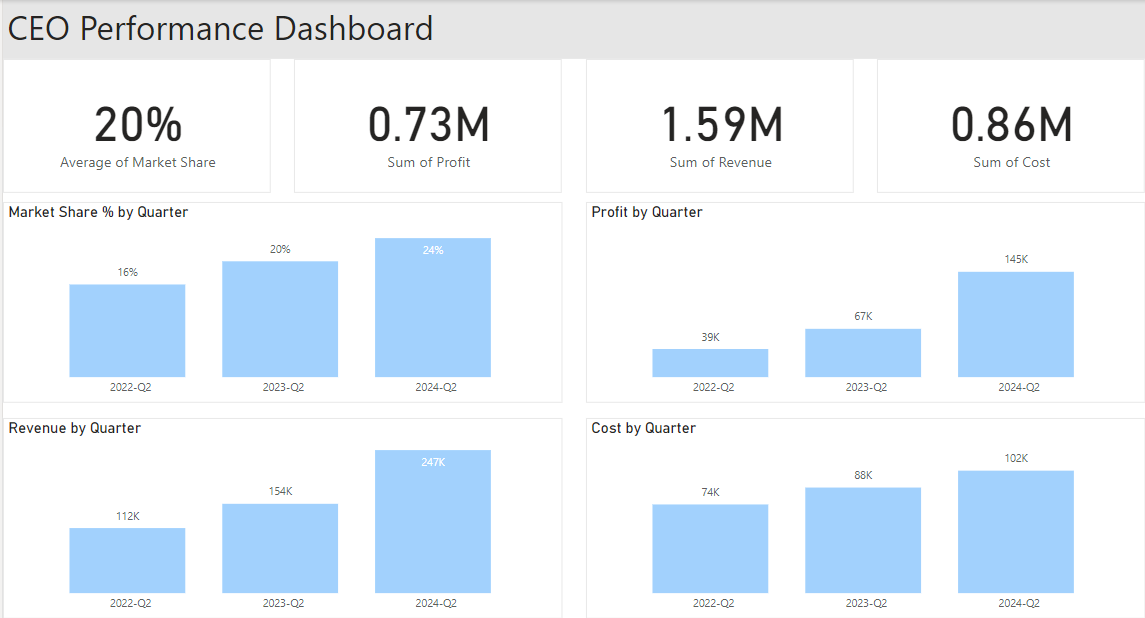 CEO Performance Dashboard
20%
Average of Market Share
0.73M
Sum of Profit
1.59M
Sum of Revenue
0.86M
Sum of Cost
Market Share % by Quarter
16%
20%
24%
2022-Q2
2023-Q2
2024-Q2
Profit by Quarter
39K
67K
145K
2022-Q2
2023-Q2
2024-Q2
Revenue by Quarter
112K
154K
247K
2022-Q2
2023-Q2
2024-Q2
Cost by Quarter
74K
88K
102K
2022-Q2
2023-Q2
2024-Q2